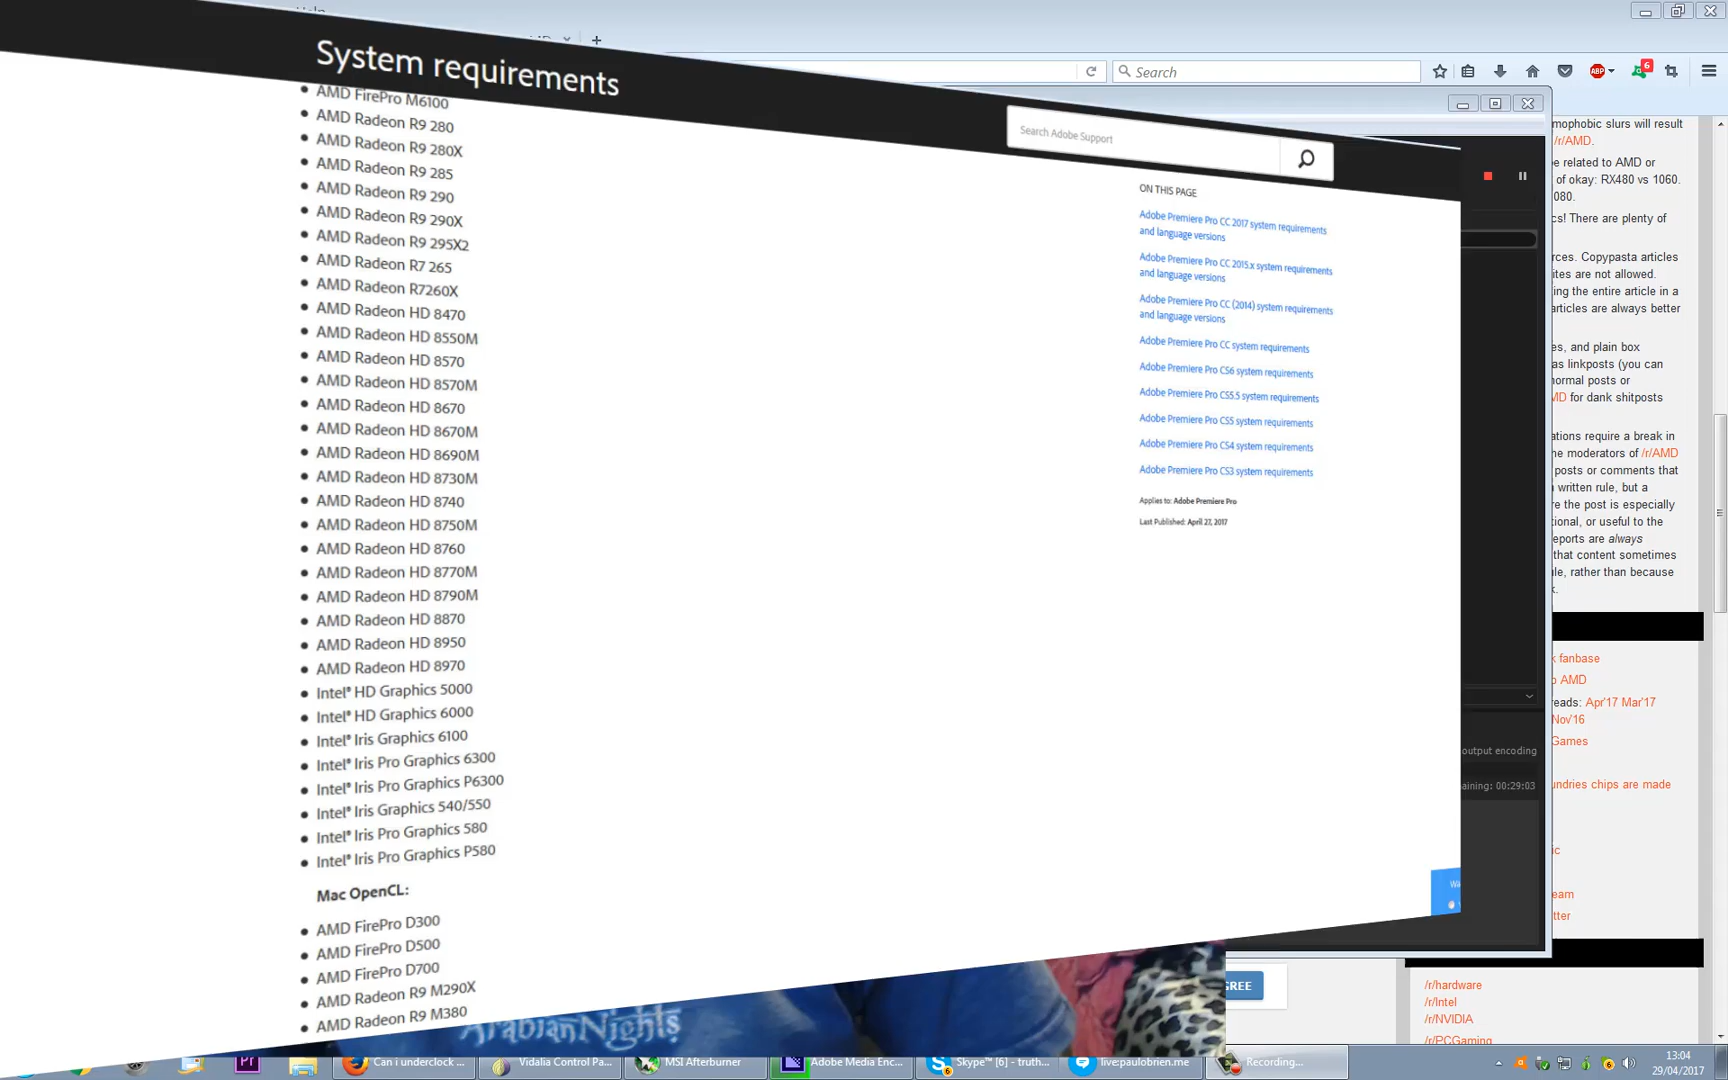 System requirements
Search
Search Adobe Support
AMD FirePro M6100
AMD Radeon R9 280
AMD Radeon R9 280X
AMD Radeon R9 285
AMD Radeon R9 290
AMD Radeon R9 290X
AMD Radeon R9 295X2
AMD Radeon R7 265
AMD Radeon R7260X
AMD Radeon HD 8470
AMD Radeon HD 8550M
AMD Radeon HD 8570
AMD Radeon HD 8570M
AMD Radeon HD 8670
AMD Radeon HD 8670M
AMD Radeon HD 8690M
AMD Radeon HD 8730M
AMD Radeon HD 8740
AMD Radeon HD 8750M
AMD Radeon HD 8760
AMD Radeon HD 8770M
AMD Radeon HD 8790M
AMD Radeon HD 8870
AMD Radeon HD 8950
AMD Radeon HD 8970
Intel® HD Graphics 5000
Intel® HD Graphics 6000
Intel® Iris Graphics 6100
Intel® Iris Pro Graphics 6300
Intel® Iris Pro Graphics P6300
Intel® Iris Graphics 540/550
Intel® Iris Pro Graphics 580
Intel® Iris Pro Graphics P580
Mac OpenCL:
AMD FirePro D300
AMD FirePro D500
AMD FirePro D700
AMD Radeon R9 M290X
AMD Radeon R9 M380
ON THIS PAGE
Adobe Premiere Pro CC 2017 system requirements
and language versions
Adobe Premiere Pro CC 2015.x system requirements
and language versions
Adobe Premiere Pro CC (2014) system requirements
and language versions
Adobe Premiere Pro CC system requirements
Adobe Premiere Pro CS6 system requirements
Adobe Premiere Pro CS5.5 system requirements
Adobe Premiere Pro CS5 system requirements
Adobe Premiere Pro CS4 system requirements
Adobe Premiere Pro CS3 system requirements
Applies to: Adobe Premiere Pro
Last Published: April 27, 2017
6
mophobic slurs will result
/r/AMD.
e related to AMD or
of okay: RX480 vs 1060.
080.
cs! There are plenty of
rces. Copypasta articles
ites are not allowed.
ing the entire article in a
articles are always better
es, and plain box
as linkposts (you can
normal posts or
MD for dank shitposts
ations require a break in
he moderators of /r/AMD
posts or comments that
written rule, but a
re the post is especially
tional, or useful to the
eports are always
that content sometimes
ule, rather than because
k.
k fanbase
o AMD
reads: Apr'17 Mar'17
Nov'16
Games
output encoding
aining: 00:29:03
undries chips are made
ic
eam
tter
GREE
/r/hardware
/r/Intel
/r/NVIDIA
/r/PCGaming
ArabianNights
Pr
Can i underclock ...
Vidalia Control Pa...
MSI Afterburner
Adobe Media Enc...
Skype™ [6] - truth...
livepaulobrien.me
Recording...
13:04
29/04/2017